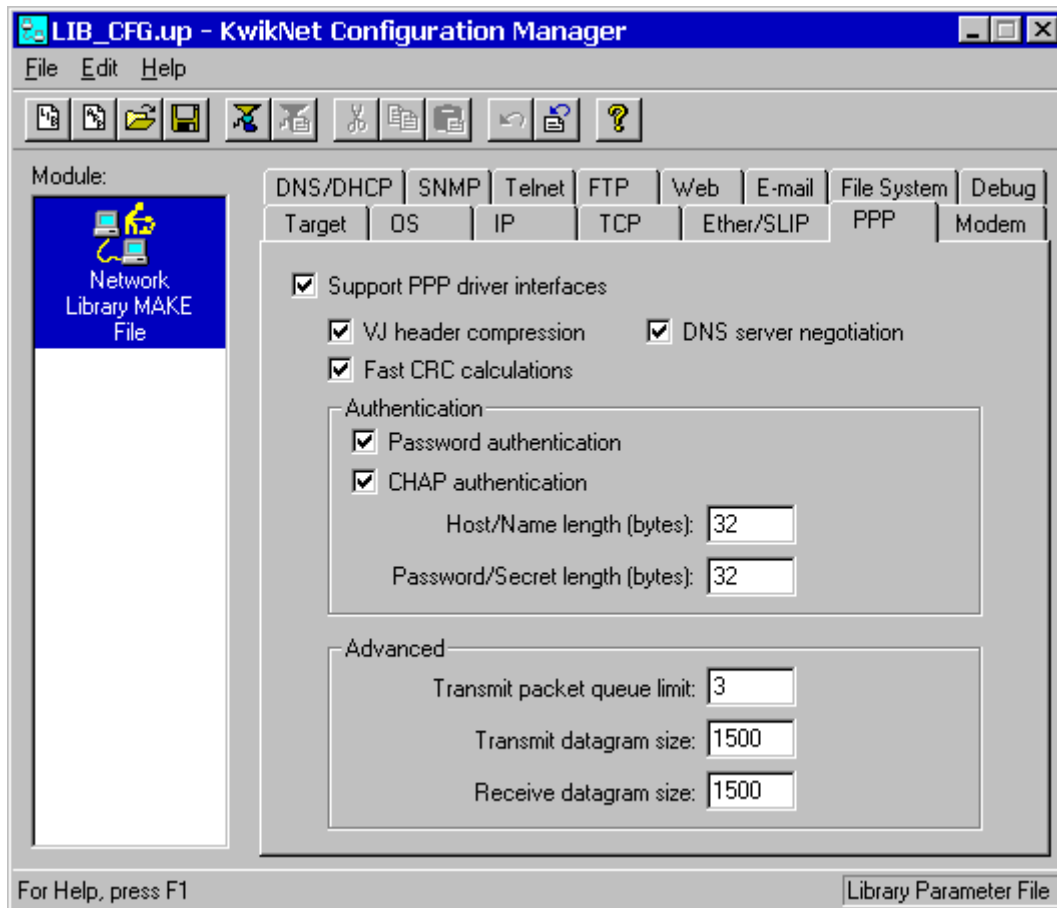 LIB_CFG.up - KwikNet Configuration Manager
File Edit Help
Module:
Network
Library MAKE
File
DNS/DHCP SNMP Telnet FTP Web E-mail File System Debug
Target OS IP TCP Ether/SLIP PPP Modem
Support PPP driver interfaces
VJ header compression DNS server negotiation
Fast CRC calculations
Authentication
Password authentication
CHAP authentication
Host/Name length (bytes): 32
Password/Secret length (bytes): 32
Advanced
Transmit packet queue limit: 3
Transmit datagram size: 1500
Receive datagram size: 1500
For Help, press F1 Library Parameter File